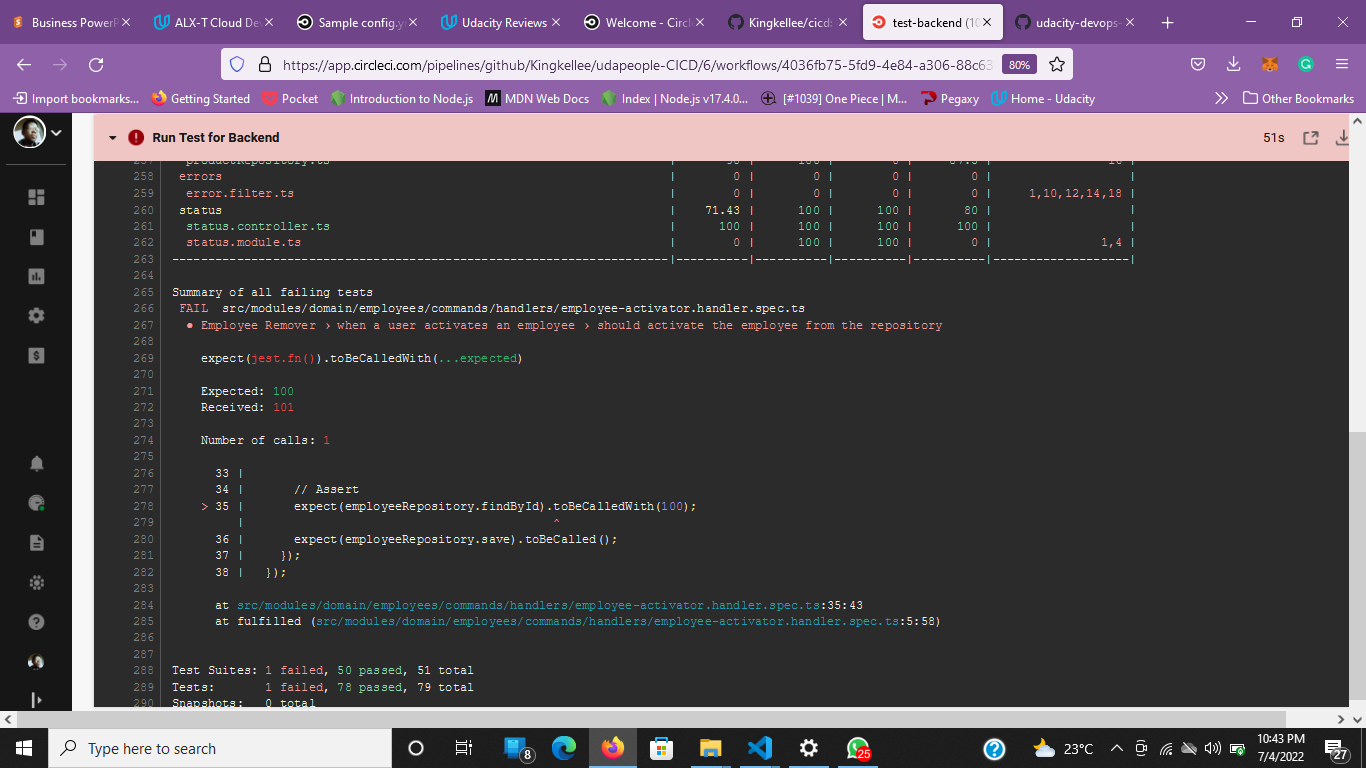 Business PowerP
ALX-T Cloud De
Sample config.y
Udacity Reviews
Welcome - Circl
Kingkellee/cicd
test-backend (10
udacity-devops-
https://app.circleci.com/pipelines/github/Kingkellee/udapeople-CICD/6/workflows/4036fb75-5fd9-4e84-a306-88c63
80%
Import bookmarks...
Getting Started
Pocket
Introduction to Node.js
MDN Web Docs
Index | Node.js v17.4.0...
[#1039] One Piece | M...
Pegaxy
Home - Udacity
Other Bookmarks
Run Test for Backend
51s
258 errors | 0 | 0 | 0 | 0 | |
259 error.filter.ts | 0 | 0 | 0 | 0 | 1,10,12,14,18 |
260 status | 71.43 | 100 | 100 | 80 | |
261 status.controller.ts | 100 | 100 | 100 | 100 | |
262 status.module.ts | 0 | 100 | 100 | 0 | 1,4 |
263 ---------------------------------------------------------------------|----------|----------|----------|----------|-------------------|
264
265 Summary of all failing tests
266 FAIL src/modules/domain/employees/commands/handlers/employee-activator.handler.spec.ts
267 ● Employee Remover › when a user activates an employee › should activate the employee from the repository
268
269 expect(jest.fn()).toBeCalledWith(...expected)
270
271 Expected: 100
272 Received: 101
273
274 Number of calls: 1
275
276 33 |
277 34 | // Assert
278 > 35 | expect(employeeRepository.findById).toBeCalledWith(100);
279 | ^
280 36 | expect(employeeRepository.save).toBeCalled();
281 37 | });
282 38 | });
283
284 at src/modules/domain/employees/commands/handlers/employee-activator.handler.spec.ts:35:43
285 at fulfilled (src/modules/domain/employees/commands/handlers/employee-activator.handler.spec.ts:5:58)
286
287
288 Test Suites: 1 failed, 50 passed, 51 total
289 Tests: 1 failed, 78 passed, 79 total
290 Snapshots: 0 total
Type here to search
8
25
23°C
10:43 PM
7/4/2022
27